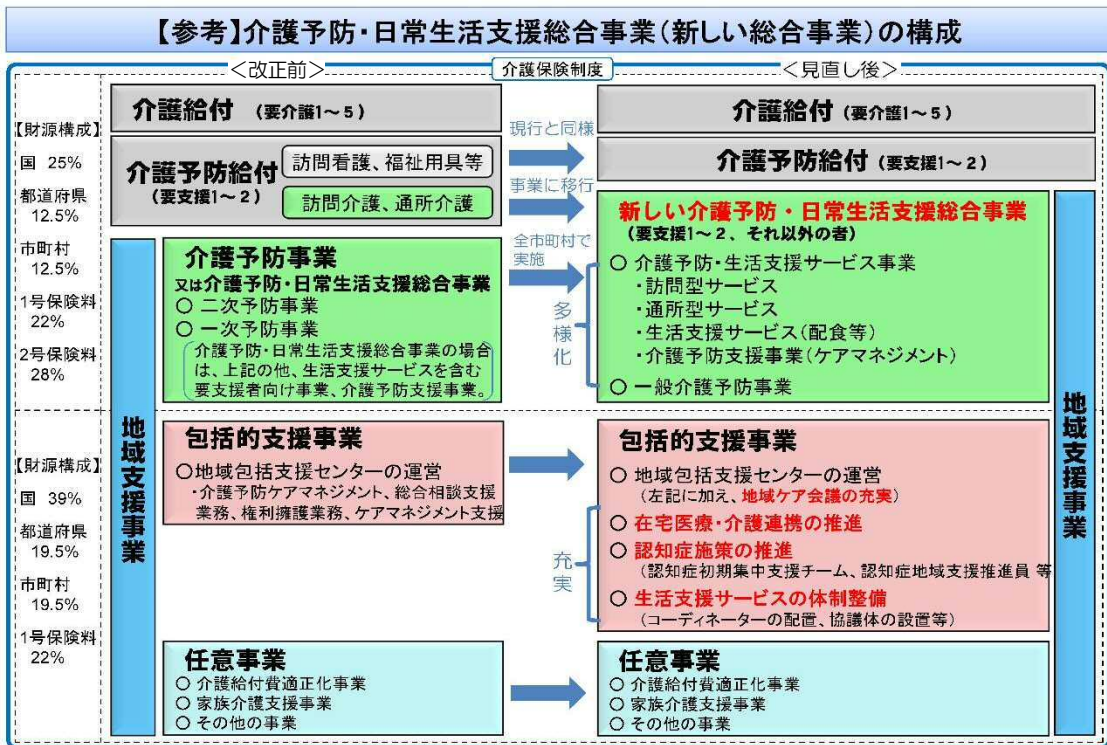 【参考】介護予防・日常生活支援総合事業(新しい総合事業)の構成
＜改正前＞
介護保険制度
＜見直し後＞
【財源構成】
国 25%
都道府県
12.5%
市町村
12.5%
1号保険料
22%
2号保険料
28%
【財源構成】
国 39%
都道府県
19.5%
市町村
19.5%
1号保険料
22%
介護給付 (要介護1～5)
介護予防給付
(要支援1～2)
訪問看護、福祉用具等
訪問介護、通所介護
地域支援事業
介護予防事業
又は介護予防・日常生活支援総合事業
○ 二次予防事業
○ 一次予防事業
介護予防・日常生活支援総合事業の場合
は、上記の他、生活支援サービスを含む
要支援者向け事業、介護予防支援事業。
包括的支援事業
○地域包括支援センターの運営
・介護予防ケアマネジメント、総合相談支援
業務、権利擁護業務、ケアマネジメント支援
任意事業
○ 介護給付費適正化事業
○ 家族介護支援事業
○ その他の事業
現行と同様
事業に移行
全市町村で
実施
多様化
充実
介護給付 (要介護1～5)
介護予防給付 (要支援1～2)
新しい介護予防・日常生活支援総合事業
(要支援1～2、それ以外の者)
○ 介護予防・生活支援サービス事業
・訪問型サービス
・通所型サービス
・生活支援サービス(配食等)
・介護予防支援事業(ケアマネジメント)
○ 一般介護予防事業
包括的支援事業
○ 地域包括支援センターの運営
(左記に加え、地域ケア会議の充実)
○ 在宅医療・介護連携の推進
○ 認知症施策の推進
(認知症初期集中支援チーム、認知症地域支援推進員 等
○ 生活支援サービスの体制整備
(コーディネーターの配置、協議体の設置等)
任意事業
○ 介護給付費適正化事業
○ 家族介護支援事業
○ その他の事業
地域支援事業